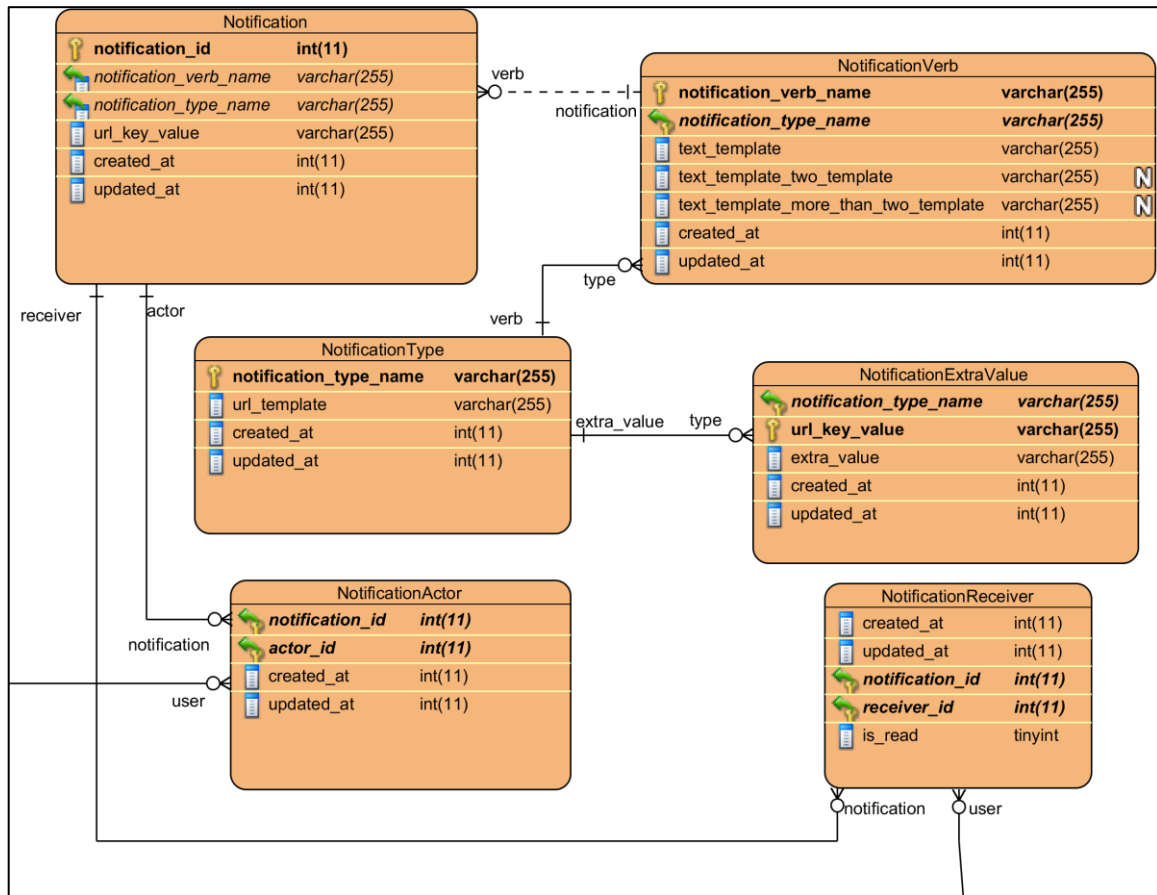 Notification
notification_id int(11)
notification_verb_name varchar(255)
notification_type_name varchar(255)
url_key_value varchar(255)
created_at int(11)
updated_at int(11)
verb
notification
NotificationVerb
notification_verb_name varchar(255)
notification_type_name varchar(255)
text_template varchar(255)
text_template_two_template varchar(255) N
text_template_more_than_two_template varchar(255) N
created_at int(11)
updated_at int(11)
type
verb
receiver
actor
NotificationType
notification_type_name varchar(255)
url_template varchar(255)
created_at int(11)
updated_at int(11)
extra_value
type
NotificationExtraValue
notification_type_name varchar(255)
url_key_value varchar(255)
extra_value varchar(255)
created_at int(11)
updated_at int(11)
NotificationActor
notification_id int(11)
actor_id int(11)
created_at int(11)
updated_at int(11)
notification
user
NotificationReceiver
created_at int(11)
updated_at int(11)
notification_id int(11)
receiver_id int(11)
is_read tinyint
notification
user